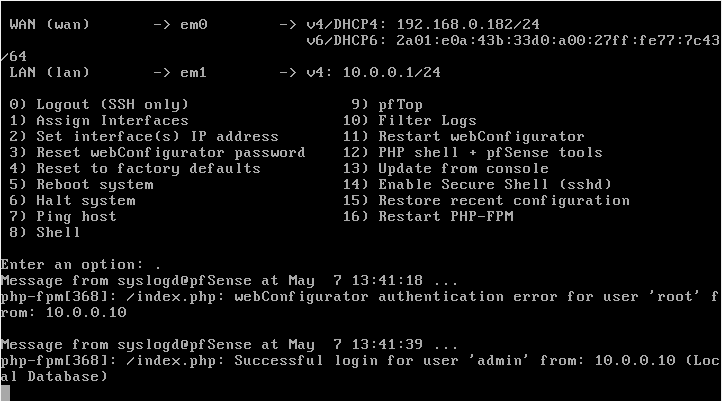 WAN (wan) -> em0 -> v4/DHCP4: 192.168.0.182/24
v6/DHCP6: 2a01:e0a:43b:33d0:a00:27ff:fe77:7c43
/64
LAN (lan) -> em1 -> v4: 10.0.0.1/24
0) Logout (SSH only) 9) pfTop
1) Assign Interfaces 10) Filter Logs
2) Set interface(s) IP address 11) Restart webConfigurator
3) Reset webConfigurator password 12) PHP shell + pfSense tools
4) Reset to factory defaults 13) Update from console
5) Reboot system 14) Enable Secure Shell (sshd)
6) Halt system 15) Restore recent configuration
7) Ping host 16) Restart PHP-FPM
8) Shell
Enter an option: .
Message from syslogd@pfSense at May  7 13:41:18 ...
php-fpm[368]: /index.php: webConfigurator authentication error for user 'root' f
rom: 10.0.0.10
Message from syslogd@pfSense at May  7 13:41:39 ...
php-fpm[368]: /index.php: Successful login for user 'admin' from: 10.0.0.10 (Loc
al Database)